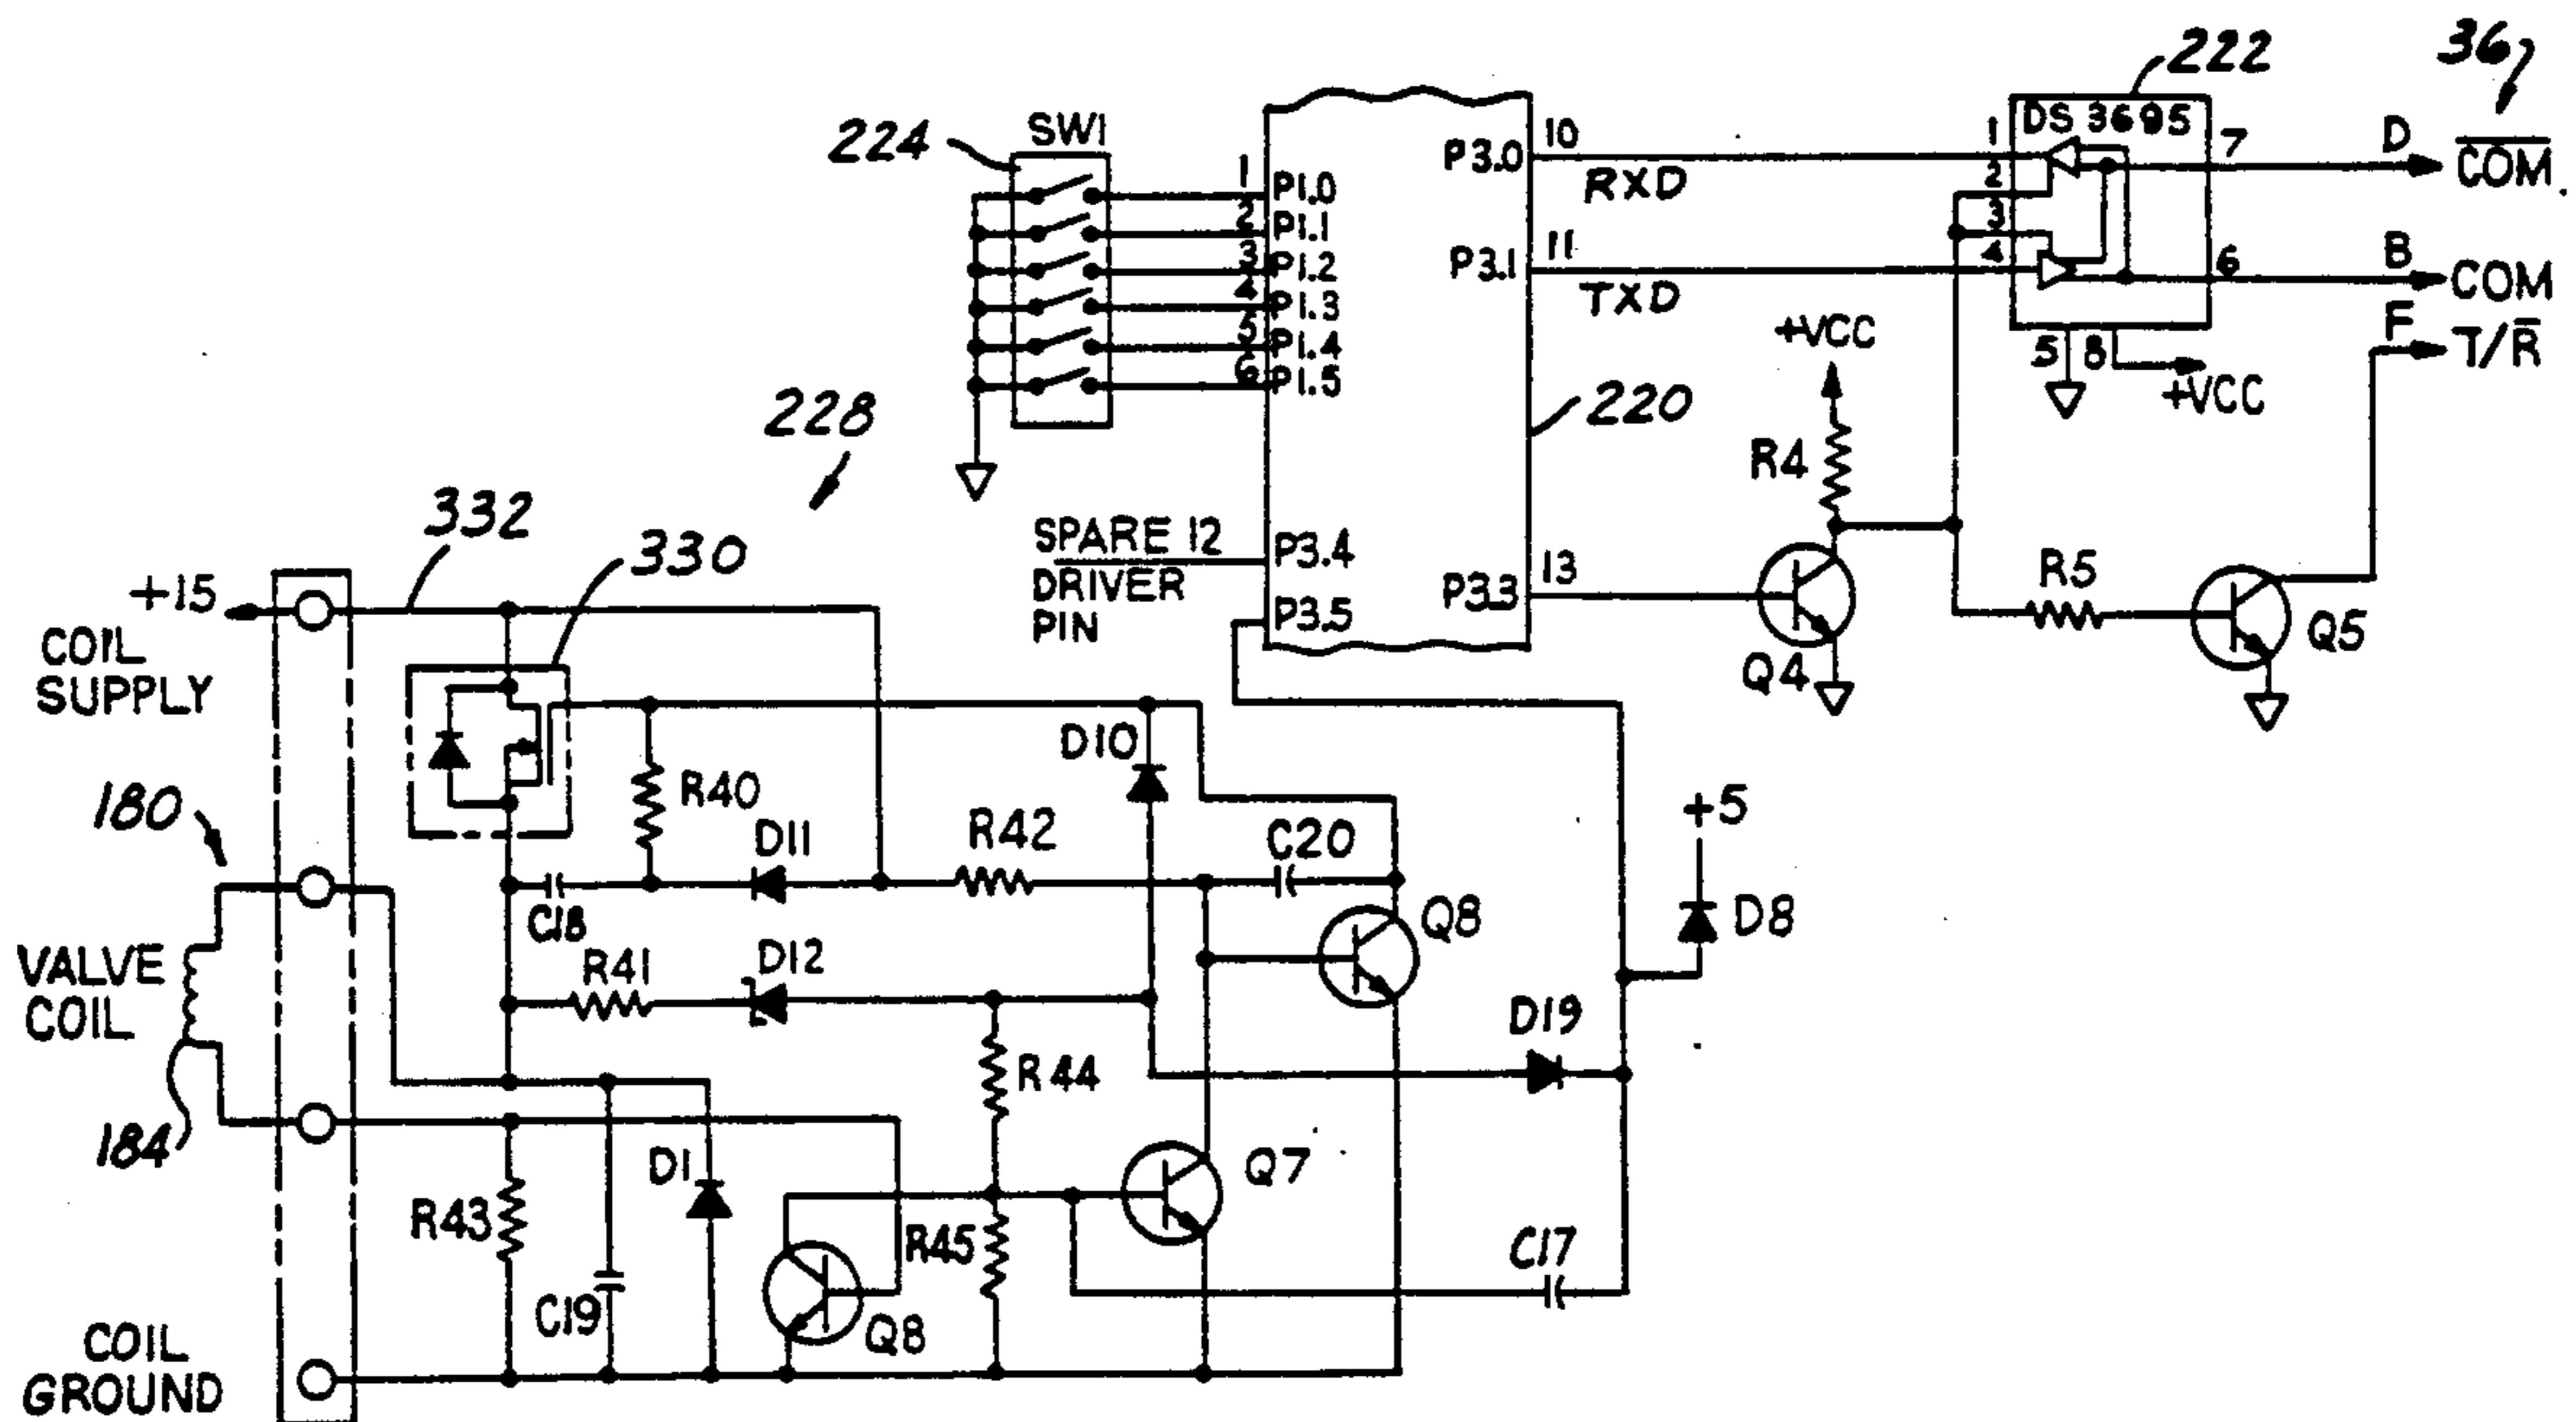 36
222
DS 3695
224
SW1
1 P1.0
2 P1.1
3 P1.2
4 P1.3
5 P1.4
6 P1.5
P3.0 10
RXD
P3.1 11
TXD
1
2
3
4
7
D
COM
6
B
COM
F
T/R
5 8
+VCC
+VCC
R4
220
228
SPARE 12
DRIVER
PIN
P3.4
P3.5
P3.3 13
Q4
R5
Q5
332
330
+15
COIL
SUPPLY
180
VALVE
COIL
184
COIL
GROUND
R40
D10
D11
R42
C20
C18
R41
D12
Q8
+5
D8
D19
R44
D1
Q7
R43
C19
Q8
R45
C17